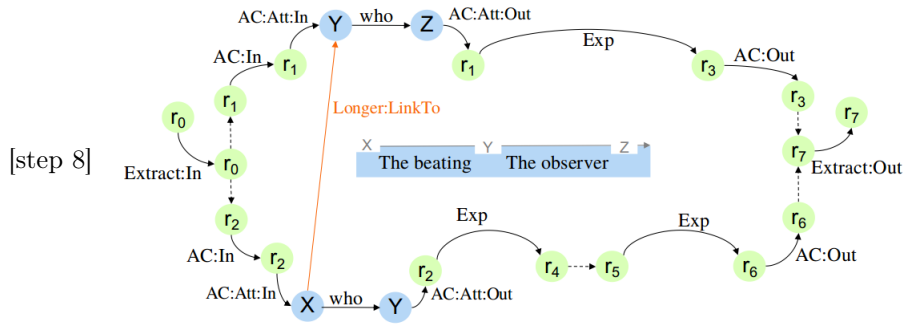 AC:Att:In Y who Z AC:Att:Out
Exp
AC:In r1 r1 r3 AC:Out
r1 r3
r0 Longer:LinkTo r7
[step 8] X Y Z
The beating The observer
Extract:In r0 r7 Extract:Out
r2 Exp Exp r6
AC:In r2 r2 r4 r5 r6 AC:Out
AC:Att:In X who Y AC:Att:Out